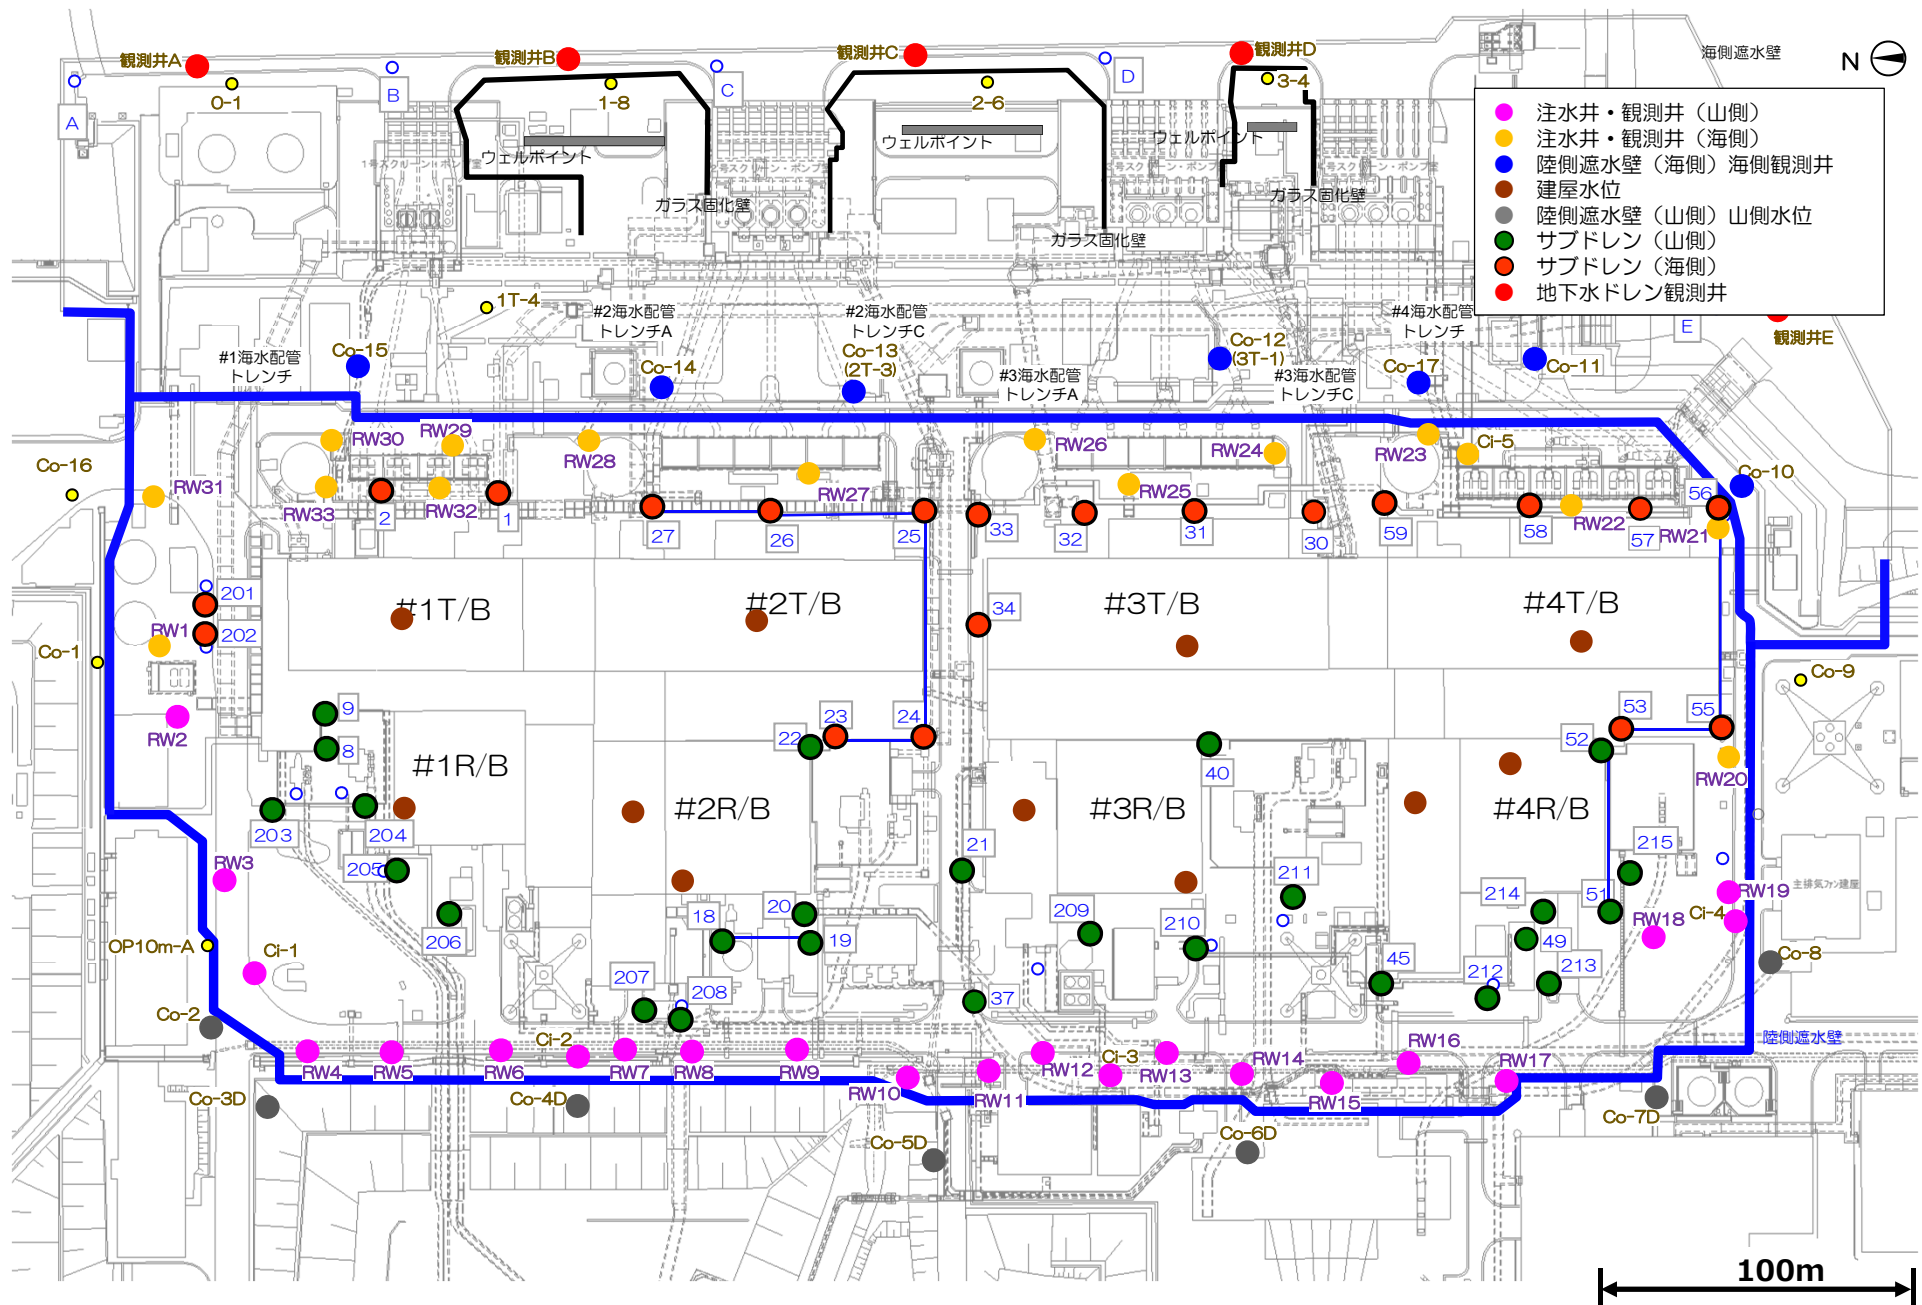 観測井A
観測井B
観測井C
観測井D
海側遮水壁
N
0-1
1-8
2-6
3-4
A
B
C
D
ウェルポイント
ウェルポイント
ウェルポイント
ガラス固化壁
ガラス固化壁
ガラス固化壁
注水井・観測井（山側）
注水井・観測井（海側）
陸側遮水壁（海側）海側観測井
建屋水位
陸側遮水壁（山側）山側水位
サブドレン（山側）
サブドレン（海側）
地下水ドレン観測井
E
観測井E
1T-4
#1海水配管
トレンチ
#2海水配管
トレンチA
#2海水配管
トレンチC
#3海水配管
トレンチA
#3海水配管
トレンチC
#4海水配管
トレンチ
Co-15
Co-14
Co-13
(2T-3)
Co-12
(3T-1)
Co-17
Co-11
Co-16
RW31
RW30
RW29
RW28
RW27
RW26
RW25
RW24
RW23
Ci-5
Co-10
RW33
2
RW32
1
27
26
25
33
32
31
30
59
58
RW22
57
56
RW21
201
202
RW1
Co-1
RW2
#1T/B
#2T/B
34
#3T/B
#4T/B
Co-9
9
8
#1R/B
22
23
24
40
52
53
55
RW20
203
204
205
206
#2R/B
#3R/B
#4R/B
21
211
215
主排気ファン建屋
RW3
OP10m-A
Ci-1
18
20
19
209
210
214
51
49
RW18
RW19
Ci-4
Co-8
207
208
37
45
212
213
Co-2
陸側遮水壁
Ci-2
RW4
RW5
RW6
RW7
RW8
RW9
RW10
RW11
RW12
Ci-3
RW13
RW14
RW15
RW16
RW17
Co-3D
Co-4D
Co-5D
Co-6D
Co-7D
100m